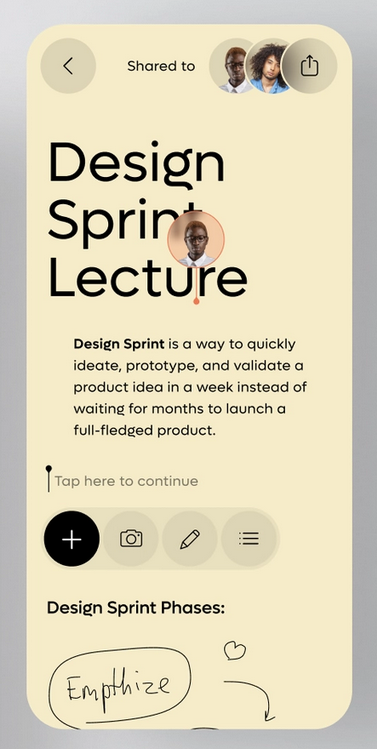 Shared to
Design
Sprint
Lecture
Design Sprint is a way to quickly
ideate, prototype, and validate a
product idea in a week instead of
waiting for months to launch a
full-fledged product.
Tap here to continue
Design Sprint Phases:
Empthize